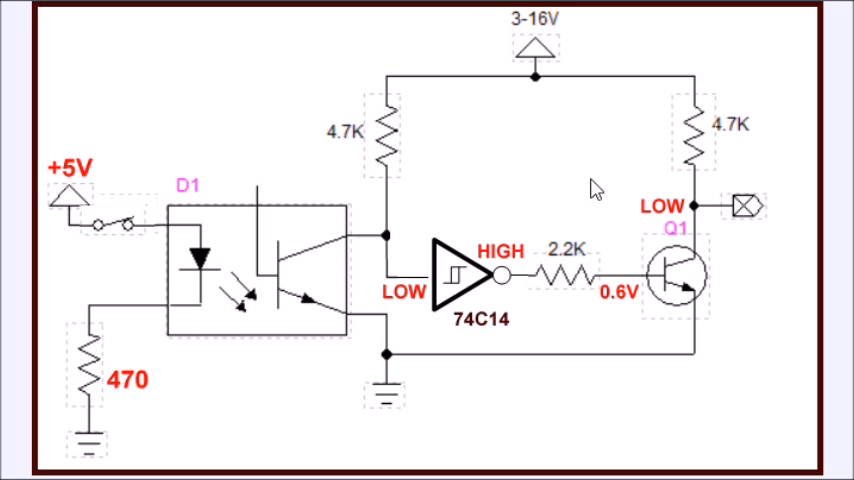 3-16V
4.7K
4.7K
+5V
D1
LOW
Q1
HIGH
2.2K
LOW
0.6V
74C14
470